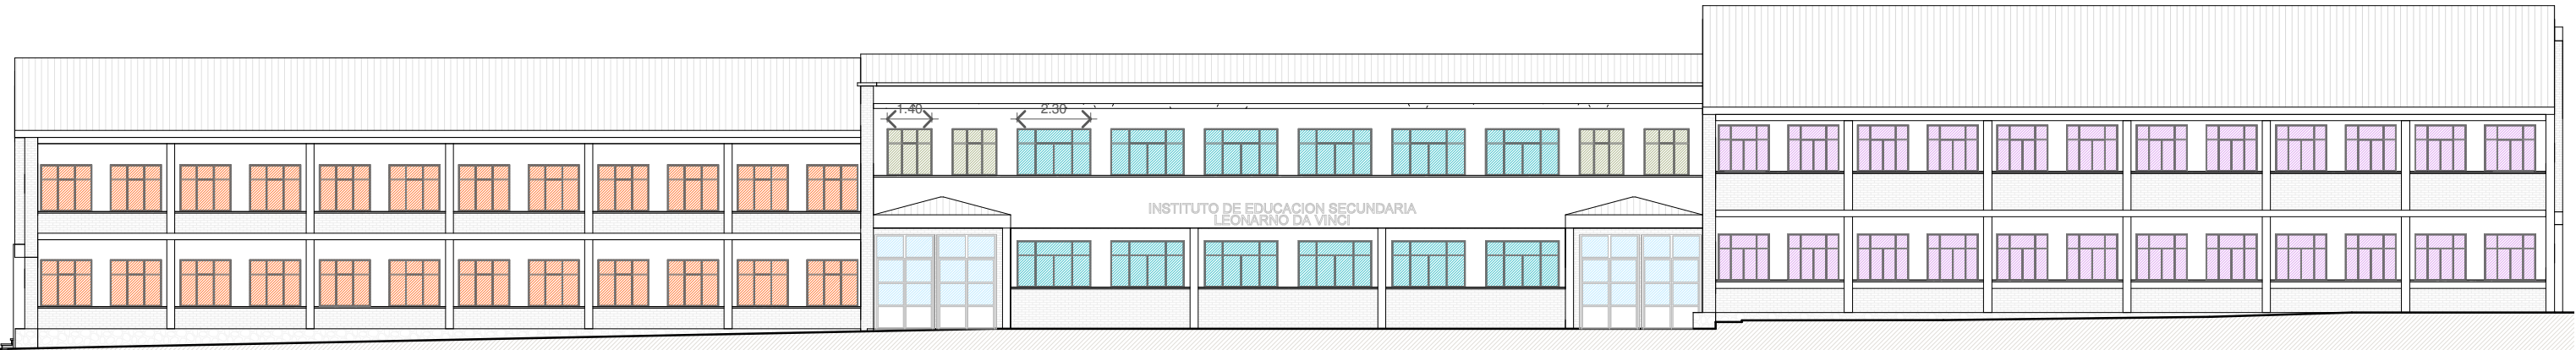 1.40
2.30
INSTITUTO DE EDUCACION SECUNDARIA
LEONARNO DA VINCI